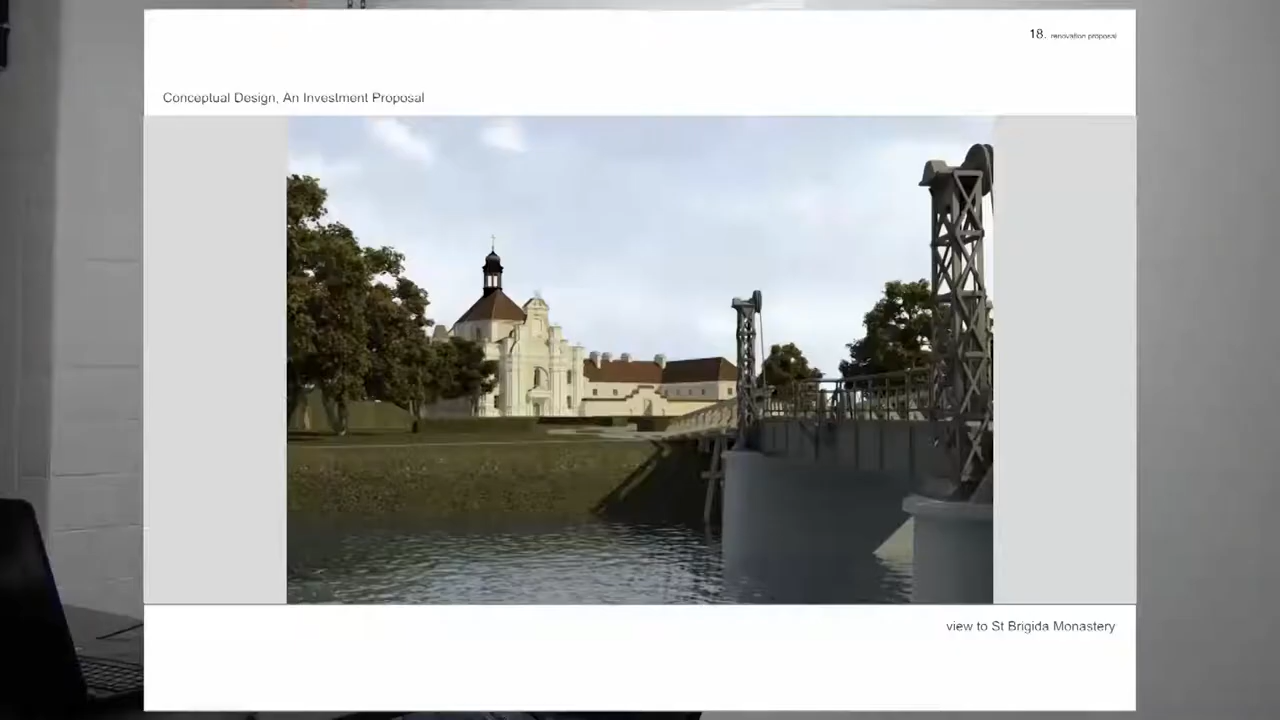 18. renovation proposal
Conceptual Design, An Investment Proposal
view to St Brigida Monastery